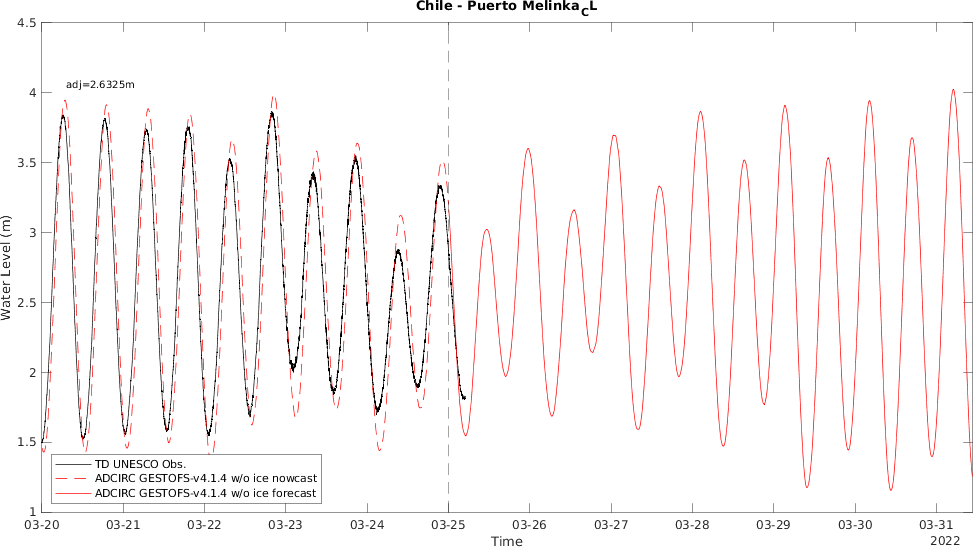 Chile - Puerto Melinka_CL
4.5
4
3.5
3
2.5
2
1.5
1
Water Level (m)
adj=2.6325m
TD UNESCO Obs.
ADCIRC GESTOFS-v4.1.4 w/o ice nowcast
ADCIRC GESTOFS-v4.1.4 w/o ice forecast
03-20 03-21 03-22 03-23 03-24 03-25 03-26 03-27 03-28 03-29 03-30 03-31
Time
2022